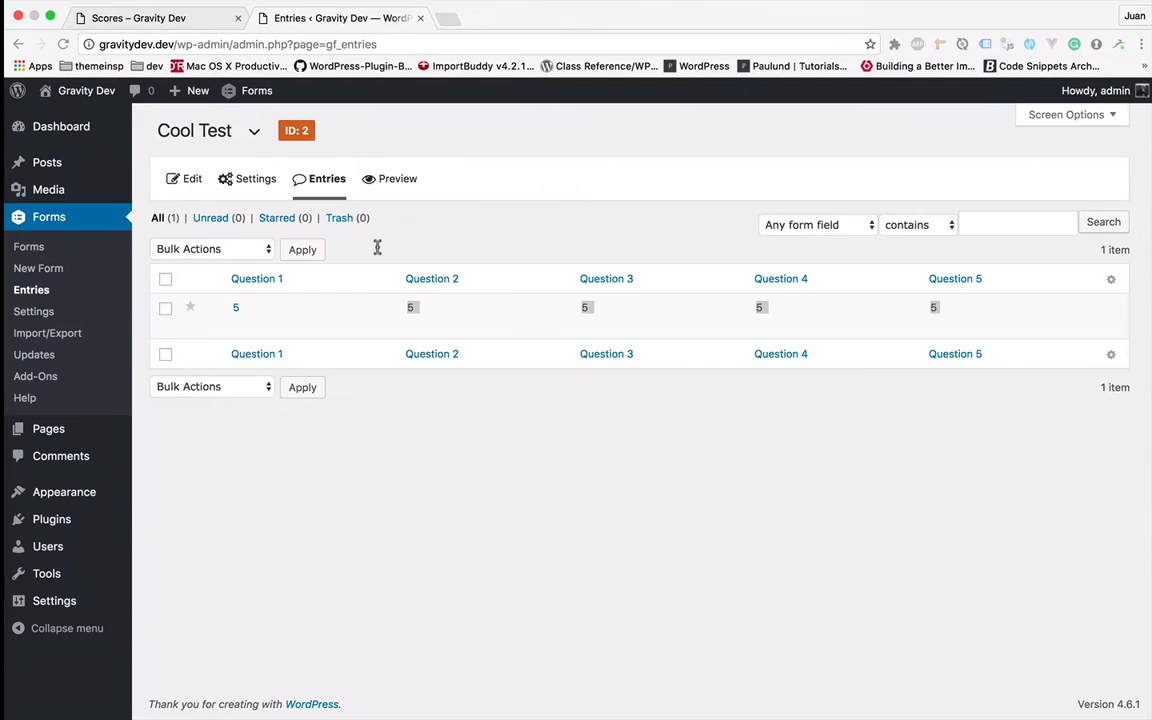 Scores – Gravity Dev
Entries ‹ Gravity Dev — WordP
Juan
gravitydev.dev/wp-admin/admin.php?page=gf_entries
Apps themeinsp dev Mac OS X Productiv... WordPress-Plugin-B... ImportBuddy v4.2.1... Class Reference/WP... WordPress Paulund | Tutorials... Building a Better Im... Code Snippets Arch... »
Gravity Dev 0 New Forms Howdy, admin
Dashboard
Posts
Media
Forms
Forms
New Form
Entries
Settings
Import/Export
Updates
Add-Ons
Help
Pages
Comments
Appearance
Plugins
Users
Tools
Settings
Collapse menu
Screen Options
Cool Test ID: 2
Edit Settings Entries Preview
All (1) | Unread (0) | Starred (0) | Trash (0)
Any form field contains Search
Bulk Actions Apply
1 item
Question 1 Question 2 Question 3 Question 4 Question 5
5 5 5 5 5
Question 1 Question 2 Question 3 Question 4 Question 5
Bulk Actions Apply 1 item
Thank you for creating with WordPress. Version 4.6.1